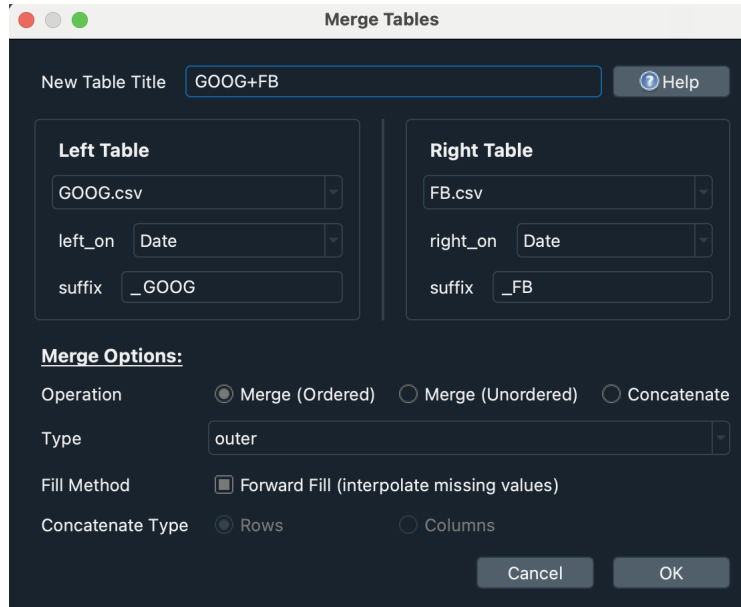 Merge Tables
New Table Title GOOG+FB Help
Left Table
GOOG.csv
left_on Date
suffix _GOOG
Right Table
FB.csv
right_on Date
suffix _FB
Merge Options:
Operation Merge (Ordered) Merge (Unordered) Concatenate
Type outer
Fill Method Forward Fill (interpolate missing values)
Concatenate Type Rows Columns
Cancel OK